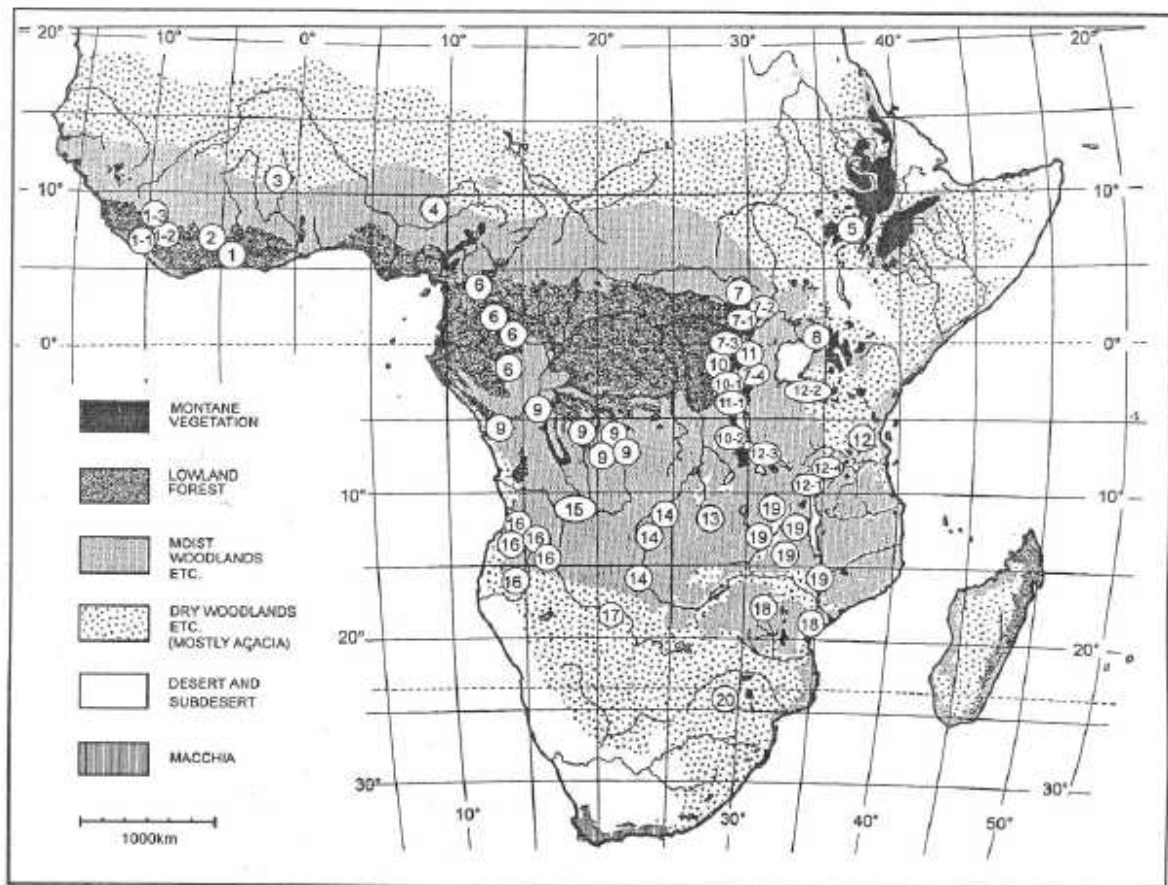 20° 10° 0° 10° 20° 30° 40° 20°
3
10° 10° 10°
1-3 4
1-1 1-2 2 5
1
6 7
6 7-2
6 7-1 8
0° 7-3 11 0°
6 10 7-4
10-1 12-2
MONTANE
VEGETATION
9 11-1
9 9 9 10-2 12 5°
9 9 12-3
LOWLAND
FOREST
12-4
12-1
10° 15 14 13 19 10°
16 16 14 19 19
MOIST
WOODLANDS
ETC.
16 16 19
16 16 19
DRY WOODLANDS
ETC.
(MOSTLY ACACIA)
17 18 18
20° 20°
DESERT AND
SUBDESERT
20
MACCHIA
30° 30°
1000km
10° 20° 30° 40° 50°